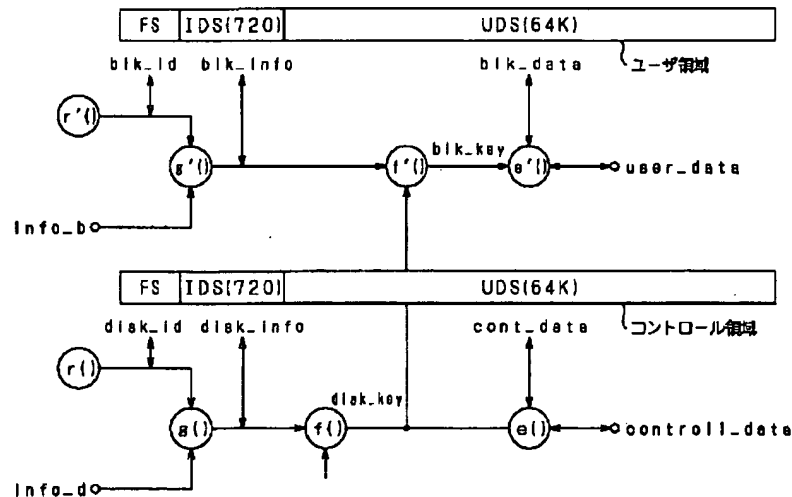 FS IDS(720) UDS(64K)
blk_id blk_info blk_data ユーザ領域
r'()
g'() f'() blk_key e'() user_data
info_b
FS IDS(720) UDS(64K)
disk_id disk_info cont_data コントロール領域
r()
disk_key
g() f() e() controll_data
info_d